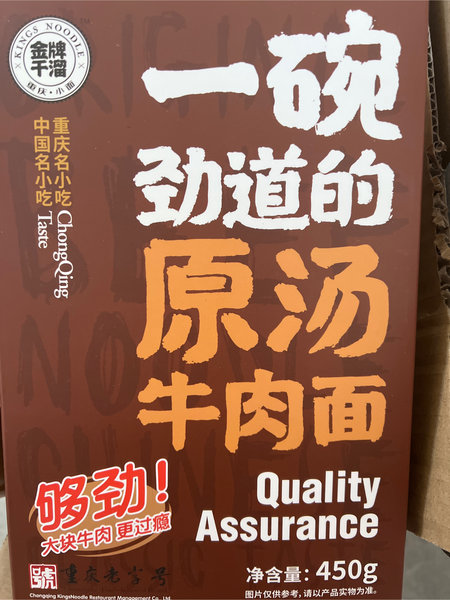 KINGS NOODLE
金牌
干溜
重庆·小面
一碗
劲道的
原汤
牛肉面
重庆名小吃
中国名小吃
ChongQing
Taste
够劲!
大块牛肉 更过瘾
Quality
Assurance
號 重庆老字号
Chongqing KingsNoodle Restaurant Management Co., Ltd
净含量: 450g
图片仅供参考,请以产品实物为准。